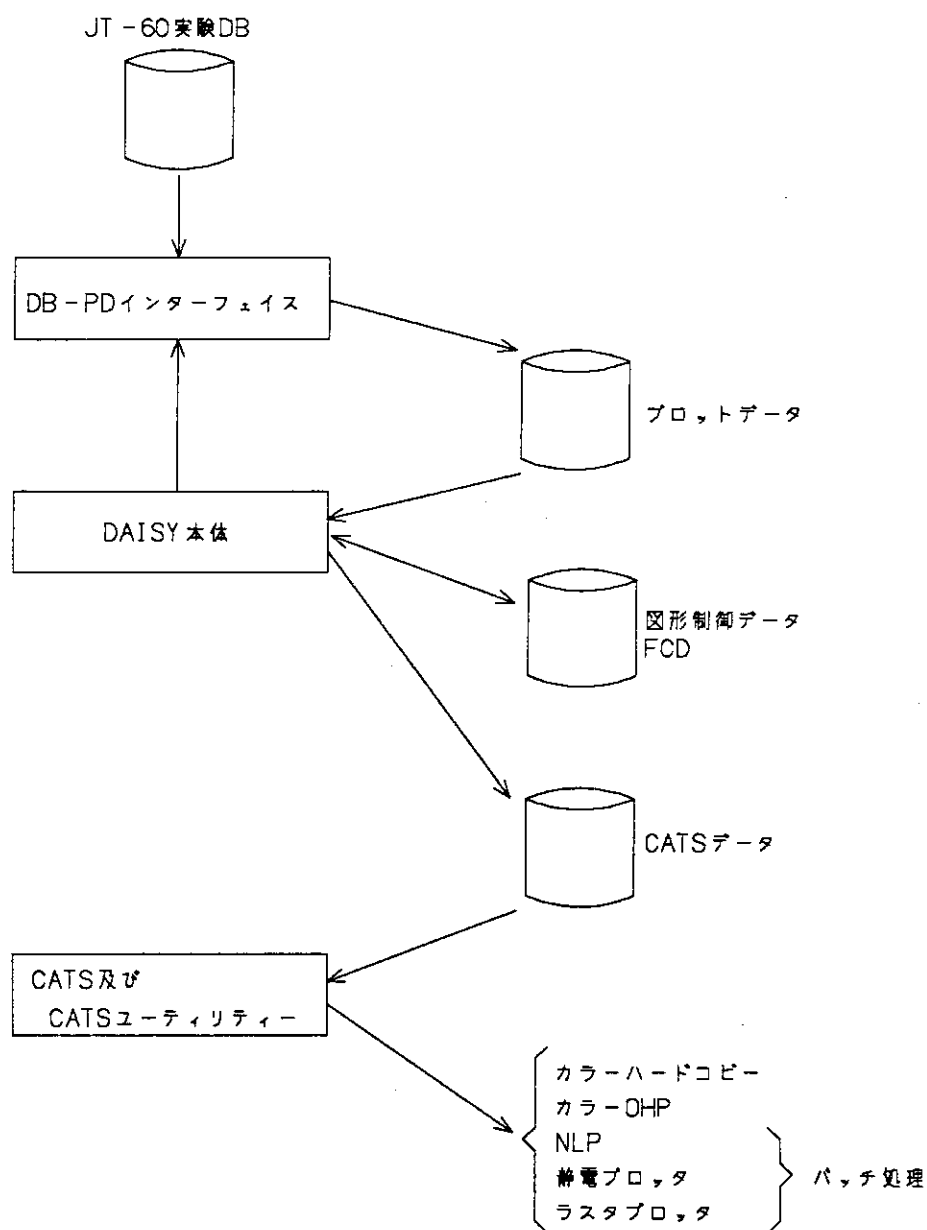 JT-60実験DB
DB-PDインターフェイス
プロットデータ
DAISY本体
図形制御データ
FCD
CATSデータ
CATS及び
CATSユーティリティー
カラーハードコピー
カラーOHP
NLP
静電プロッタ
ラスタプロッタ
バッチ処理